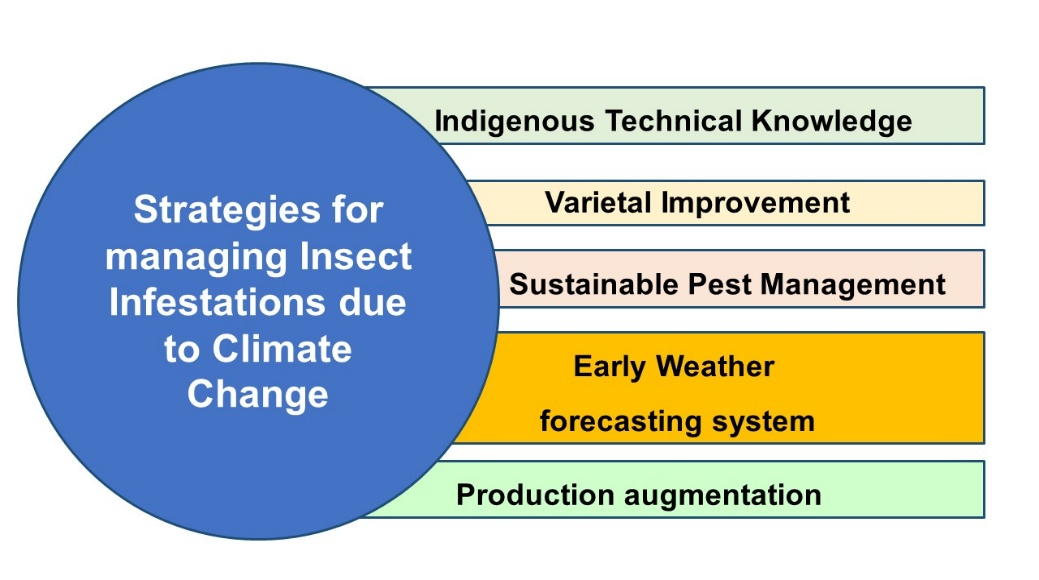 Strategies for
managing Insect
Infestations due
to Climate
Change
Indigenous Technical Knowledge
Varietal Improvement
Sustainable Pest Management
Early Weather
forecasting system
Production augmentation